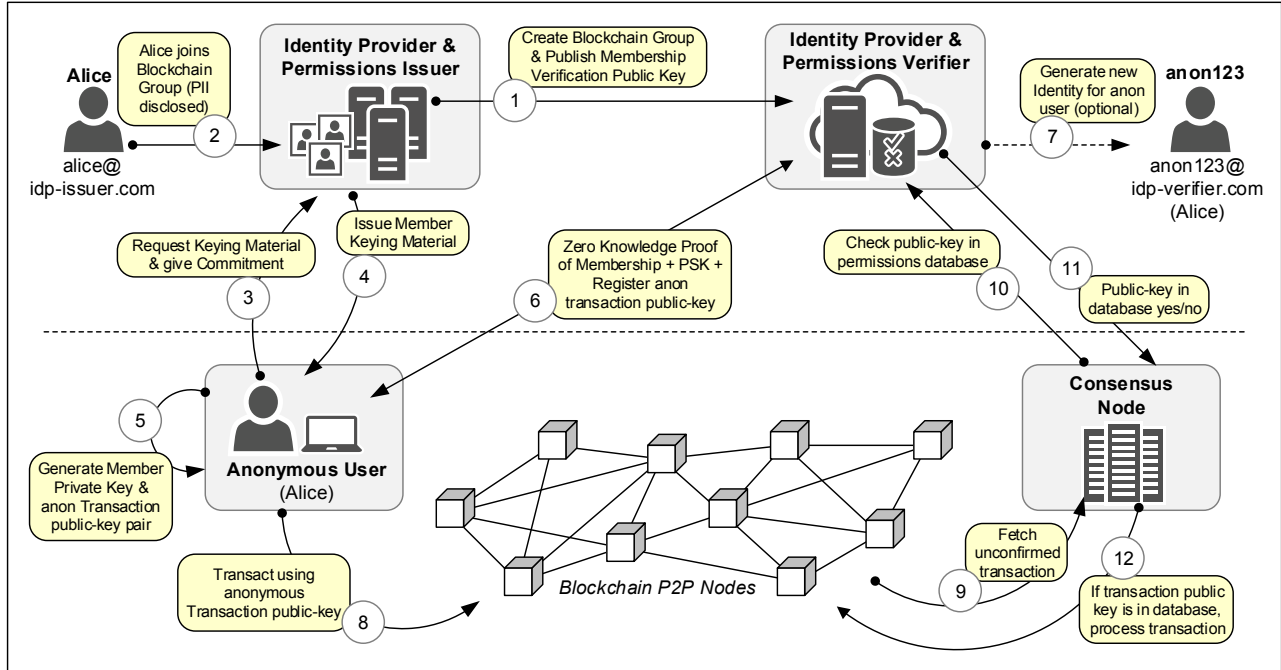 Alice
alice@
idp-issuer.com
Alice joins
Blockchain
Group (PII
disclosed)
2
Identity Provider &
Permissions Issuer
Create Blockchain Group
& Publish Membership
Verification Public Key
1
Identity Provider &
Permissions Verifier
Generate new
Identity for anon
user (optional)
7
anon123
anon123@
idp-verifier.com
(Alice)
Request Keying Material
& give Commitment
3
Issue Member
Keying Material
4
Zero Knowledge Proof
of Membership + PSK +
Register anon
transaction public-key
6
Check public-key in
permissions database
10
11
Public-key in
database yes/no
5
Generate Member
Private Key &
anon Transaction
public-key pair
Anonymous User
(Alice)
Consensus
Node
Transact using
anonymous
Transaction public-key
8
Blockchain P2P Nodes
Fetch
unconfirmed
transaction
9
12
If transaction public
key is in database,
process transaction